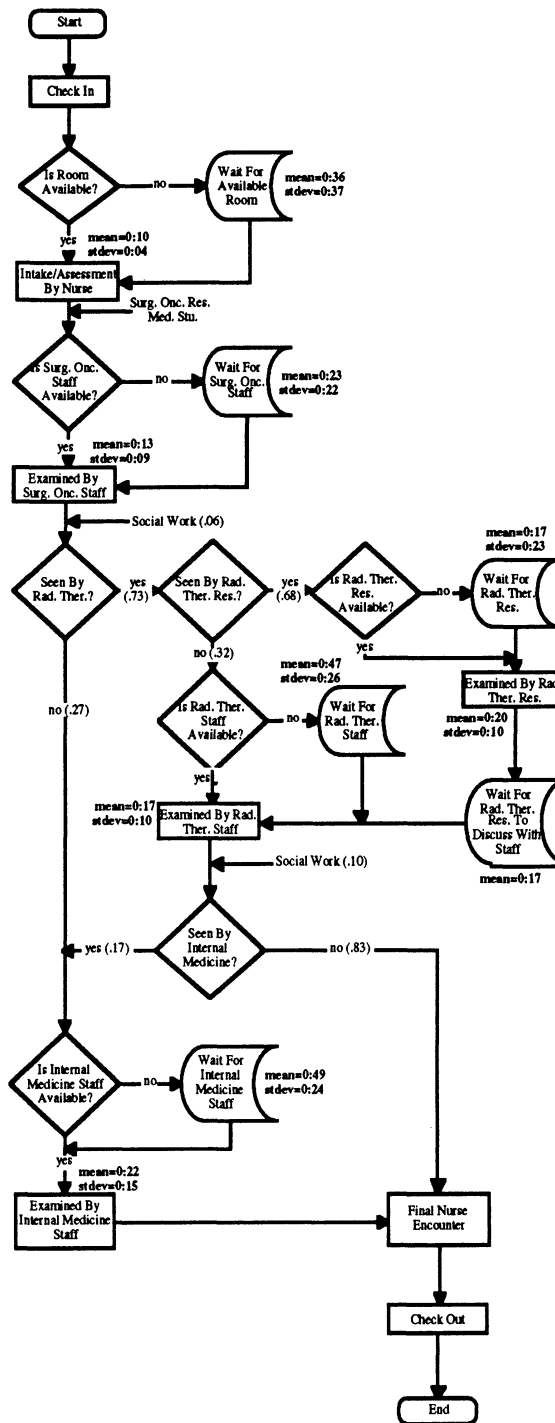 Start
Check In
Is Room
Available?
no
Wait For
Available
Room
mean=0:36
stdev=0:37
yes
mean=0:10
stdev=0:04
Intake/Assessment
By Nurse
Surg. Onc. Res.
Med. Stu.
Is Surg. Onc.
Staff
Available?
no
Wait For
Surg. Onc.
Staff
mean=0:23
stdev=0:22
yes
mean=0:13
stdev=0:09
Examined By
Surg. Onc. Staff
Social Work (.06)
Seen By
Rad. Ther.?
yes
(.73)
Seen By Rad.
Ther. Res.?
yes
(.68)
Is Rad. Ther.
Res.
Available?
no
mean=0:17
stdev=0:23
Wait For
Rad. Ther.
Res.
yes
Examined By Rad.
Ther. Res.
mean=0:20
stdev=0:10
no (.32)
Is Rad. Ther.
Staff
Available?
no
mean=0:47
stdev=0:26
Wait For
Rad. Ther.
Staff
no (.27)
yes
mean=0:17
stdev=0:10
Examined By Rad.
Ther. Staff
Wait For
Rad. Ther.
Res. To
Discuss With
Staff
mean=0:17
Social Work (.10)
Seen By
Internal
Medicine?
yes (.17)
no (.83)
Is Internal
Medicine Staff
Available?
no
Wait For
Internal
Medicine
Staff
mean=0:49
stdev=0:24
yes
mean=0:22
stdev=0:15
Examined By
Internal Medicine
Staff
Final Nurse
Encounter
Check Out
End